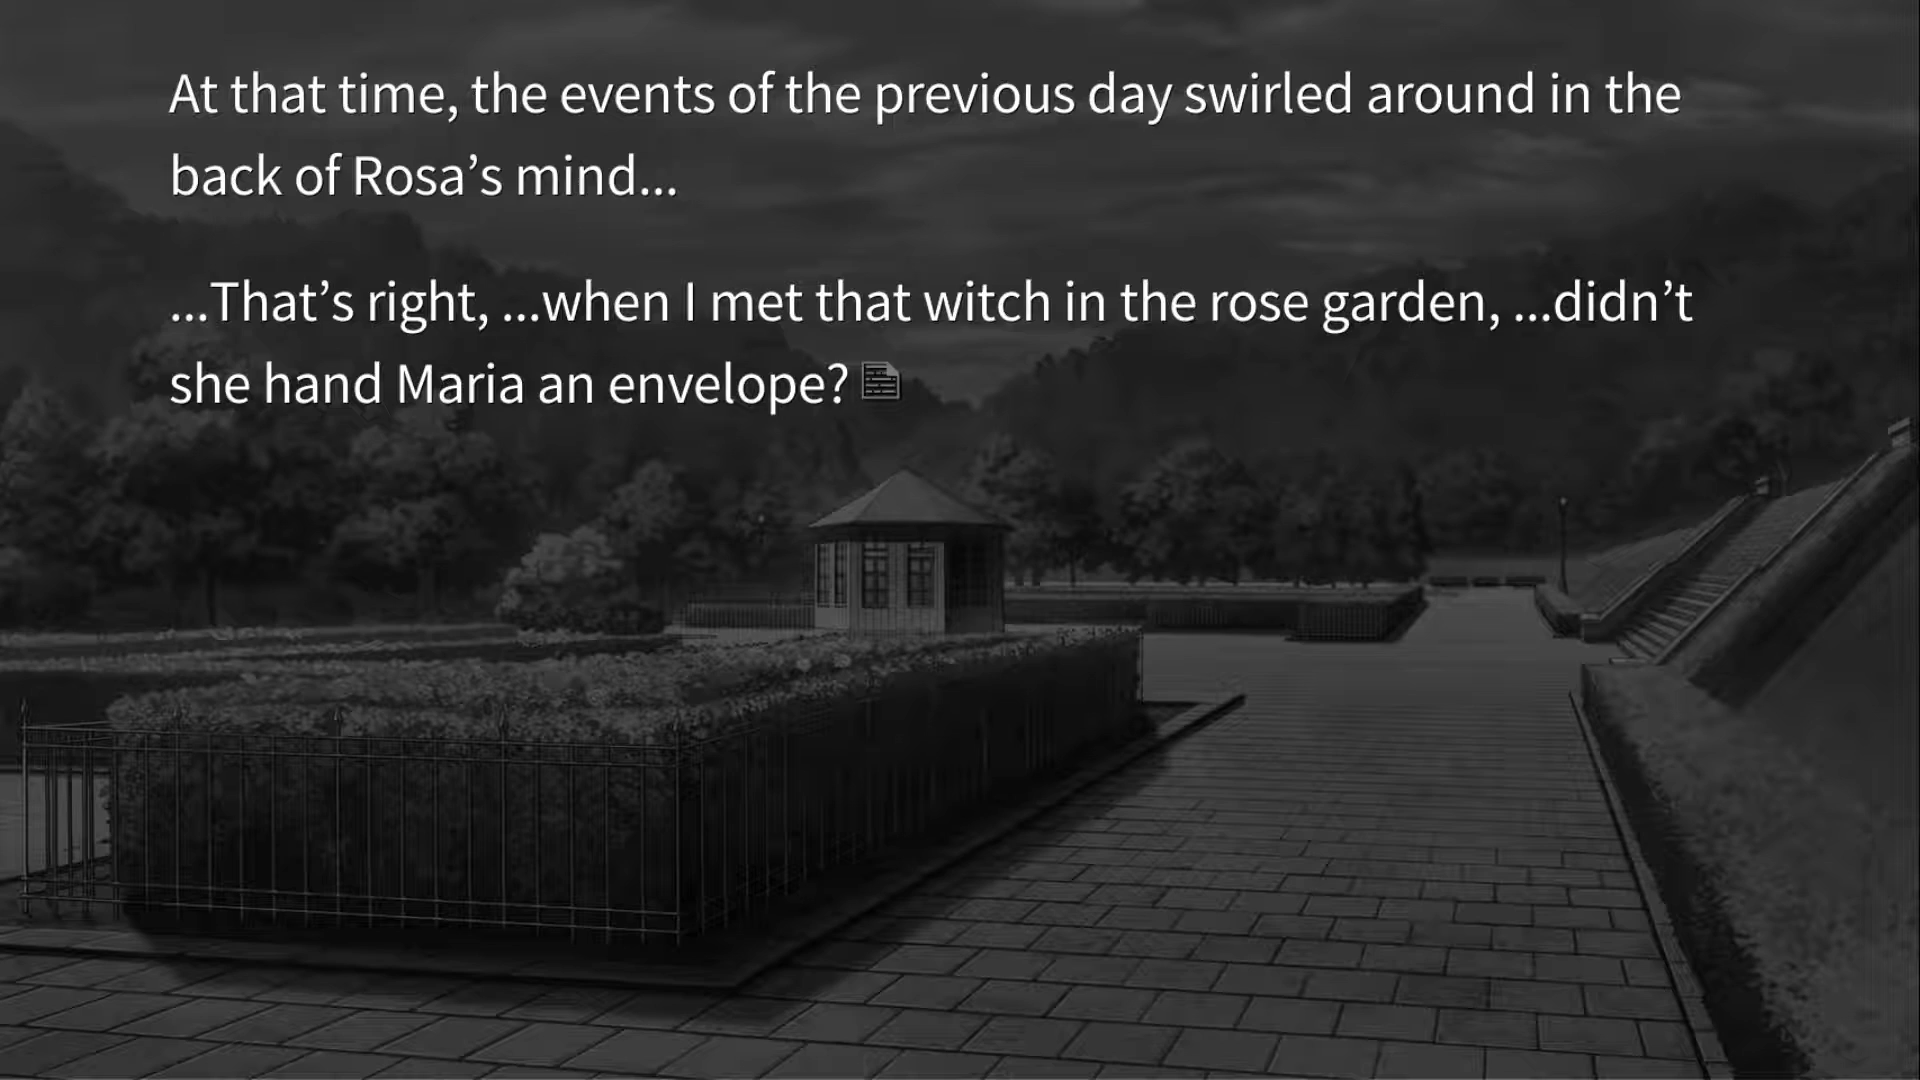 At that time, the events of the previous day swirled around in the
back of Rosa’s mind...
...That’s right, ...when I met that witch in the rose garden, ...didn’t
she hand Maria an envelope?